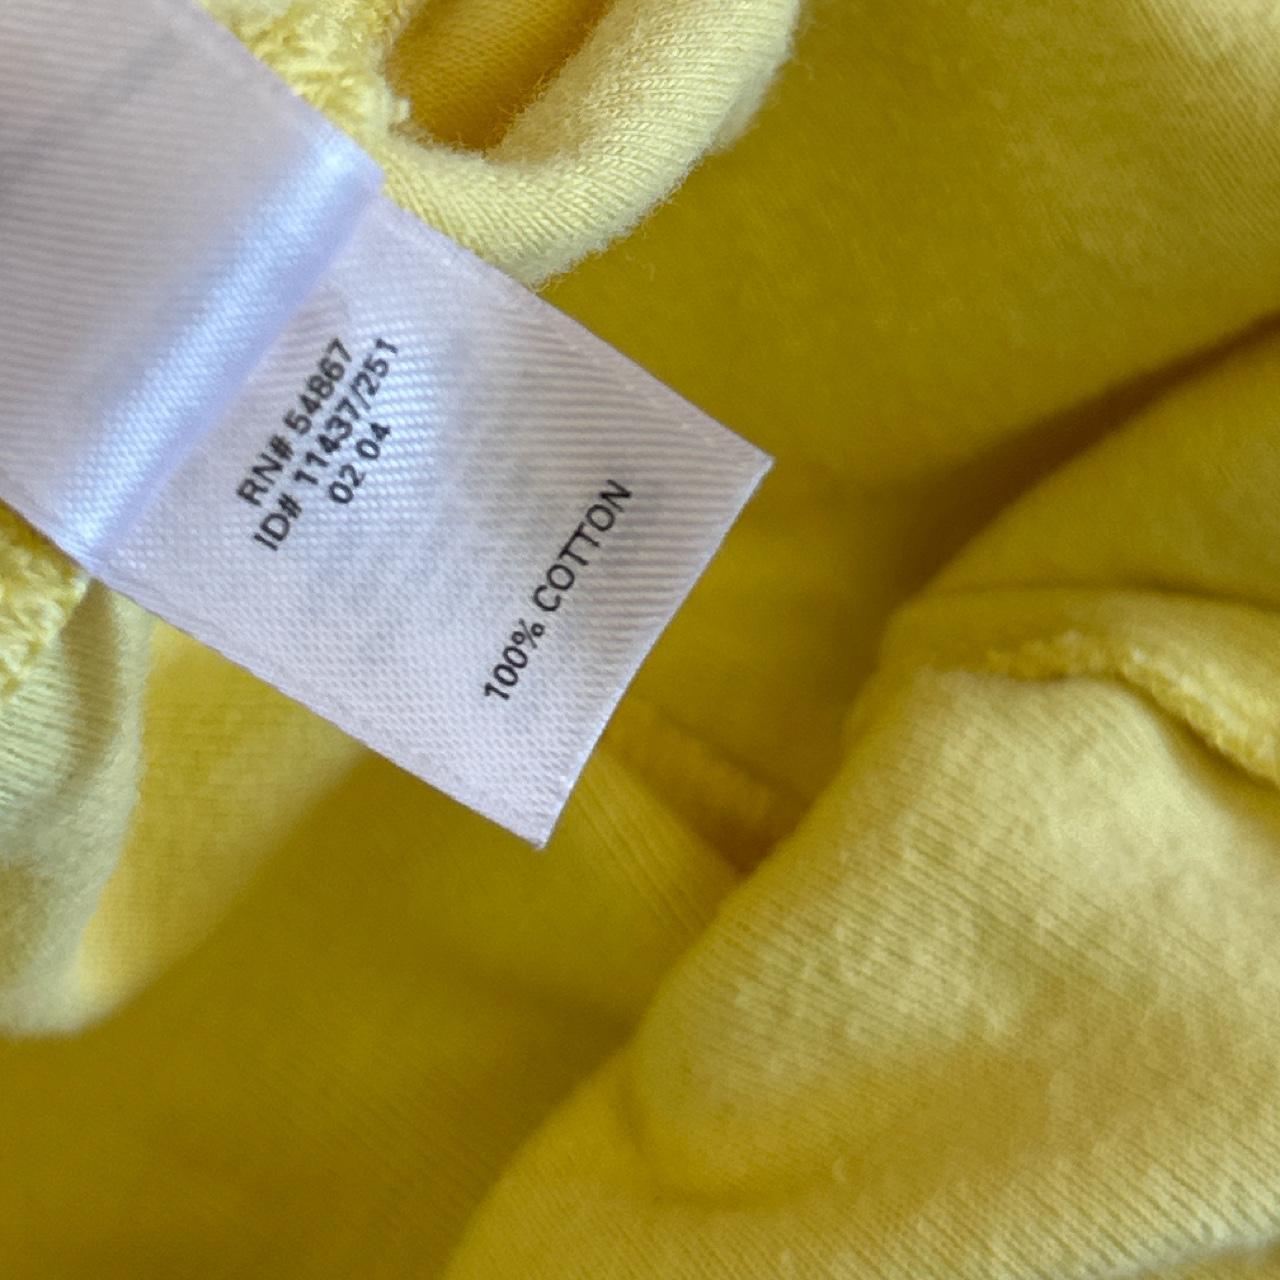 RN# 54867
ID# 11437/251
02 04
100% COTTON